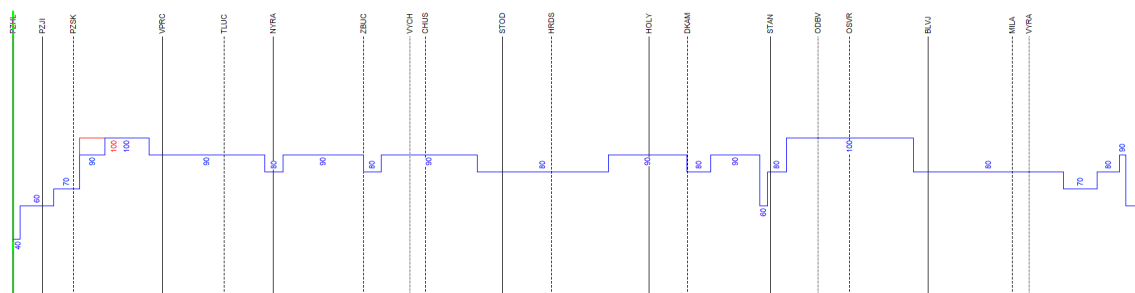 PZHL
PZJI
PZSK
VPRC
TLUC
NYRA
ZBUC
VYCH
CHUS
STOD
HRDS
HOLY
DKAM
STAN
ODBV
OSVR
BLVJ
MILA
VYRA
40
60
70
90
100
100
90
80
90
80
90
80
90
80
90
60
80
100
80
70
80
90